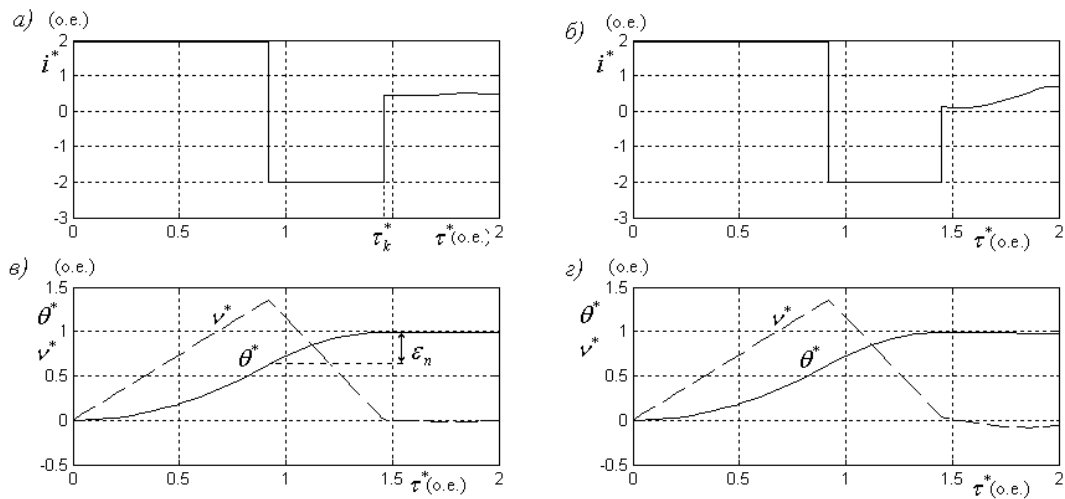 а) (о.е.)
2
i*
1
0
-1
-2
-3
0 0.5 1 1.5 2
τ*k τ*(о.е.)
б) (о.е.)
2
i*
1
0
-1
-2
-3
0 0.5 1 1.5 2
τ*(о.е.)
в) (о.е.)
1.5
θ*
1
ν*
0.5
0
-0.5
ν*
θ*
εn
0 0.5 1 1.5 2
τ*(о.е.)
г) (о.е.)
1.5
θ*
1
ν*
0.5
0
-0.5
ν*
θ*
0 0.5 1 1.5 2
τ*(о.е.)